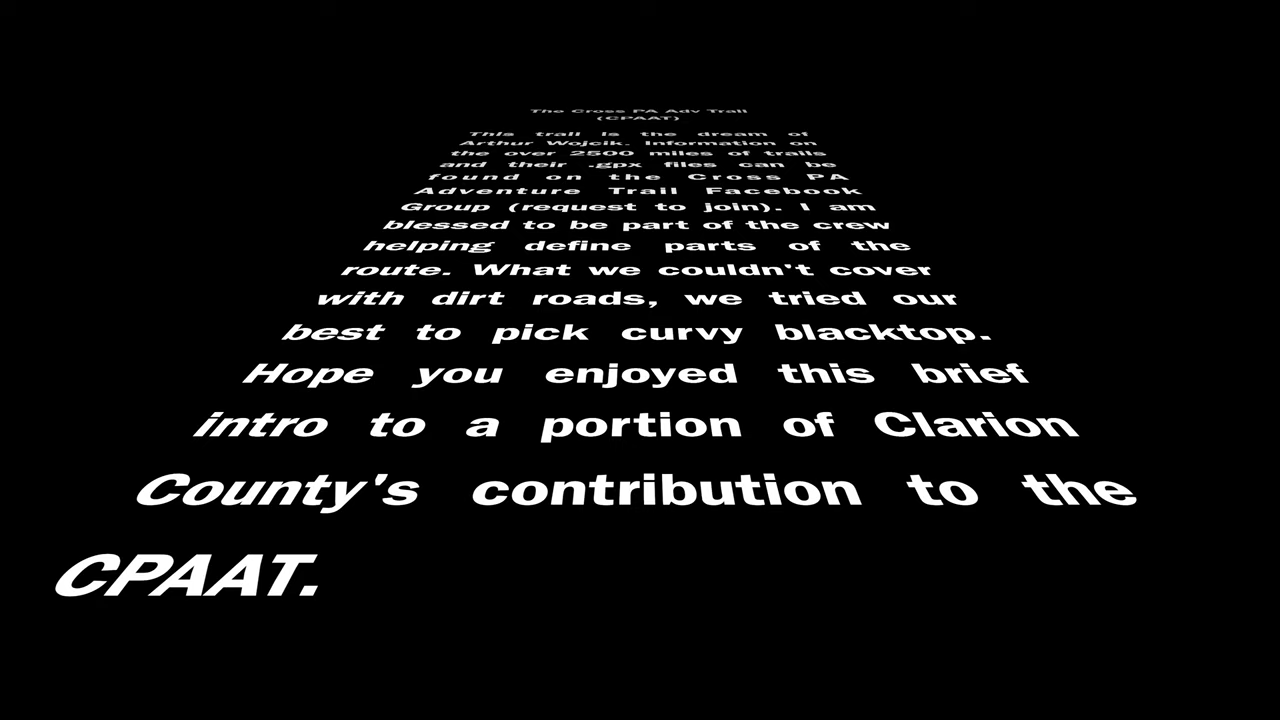 The Cross PA Adv Trail
(CPAAT)
This trail is the dream of
Arthur Wojcik. Information on
the over 2500 miles of trails
and their .gpx files can be
found on the Cross PA
Adventure Trail Facebook
Group (request to join). I am
blessed to be part of the crew
helping define parts of the
route. What we couldn't cover
with dirt roads, we tried our
best to pick curvy blacktop.
Hope you enjoyed this brief
intro to a portion of Clarion
County's contribution to the
CPAAT.